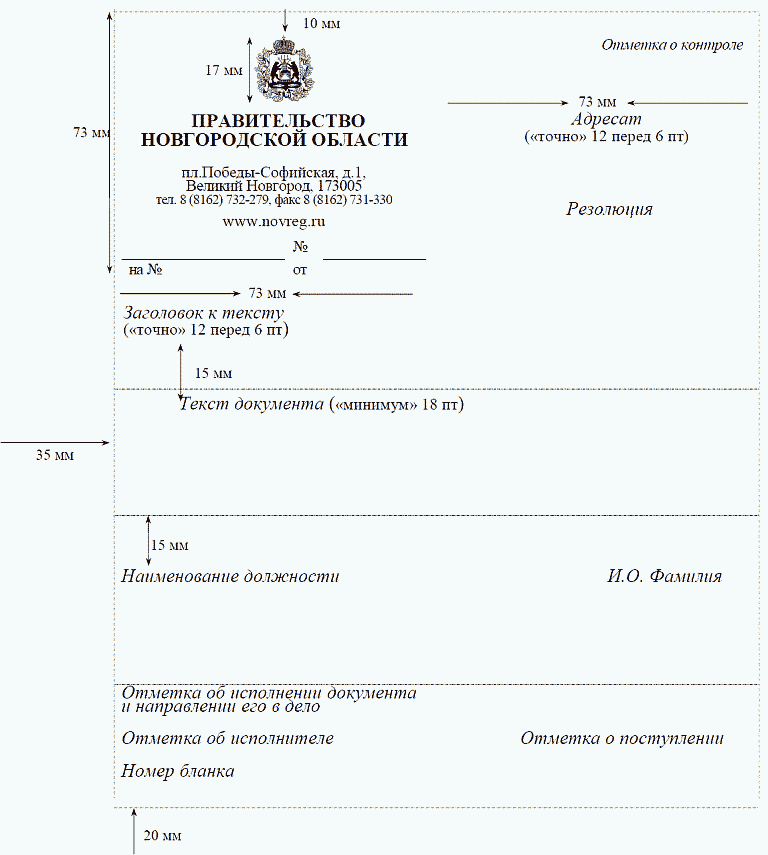 10 мм
Отметка о контроле
17 мм
73 мм
ПРАВИТЕЛЬСТВО
Адресат
73 мм
НОВГОРОДСКОЙ ОБЛАСТИ
(«точно» 12 перед 6 пт)
пл.Победы-Софийская, д.1,
Великий Новгород, 173005
тел. 8 (8162) 732-279, факс 8 (8162) 731-330
Резолюция
www.novreg.ru
№
на № от
73 мм
Заголовок к тексту
(«точно» 12 перед 6 пт)
15 мм
Текст документа («минимум» 18 пт)
35 мм
15 мм
Наименование должности И.О. Фамилия
Отметка об исполнении документа
и направлении его в дело
Отметка об исполнителе Отметка о поступлении
Номер бланка
20 мм